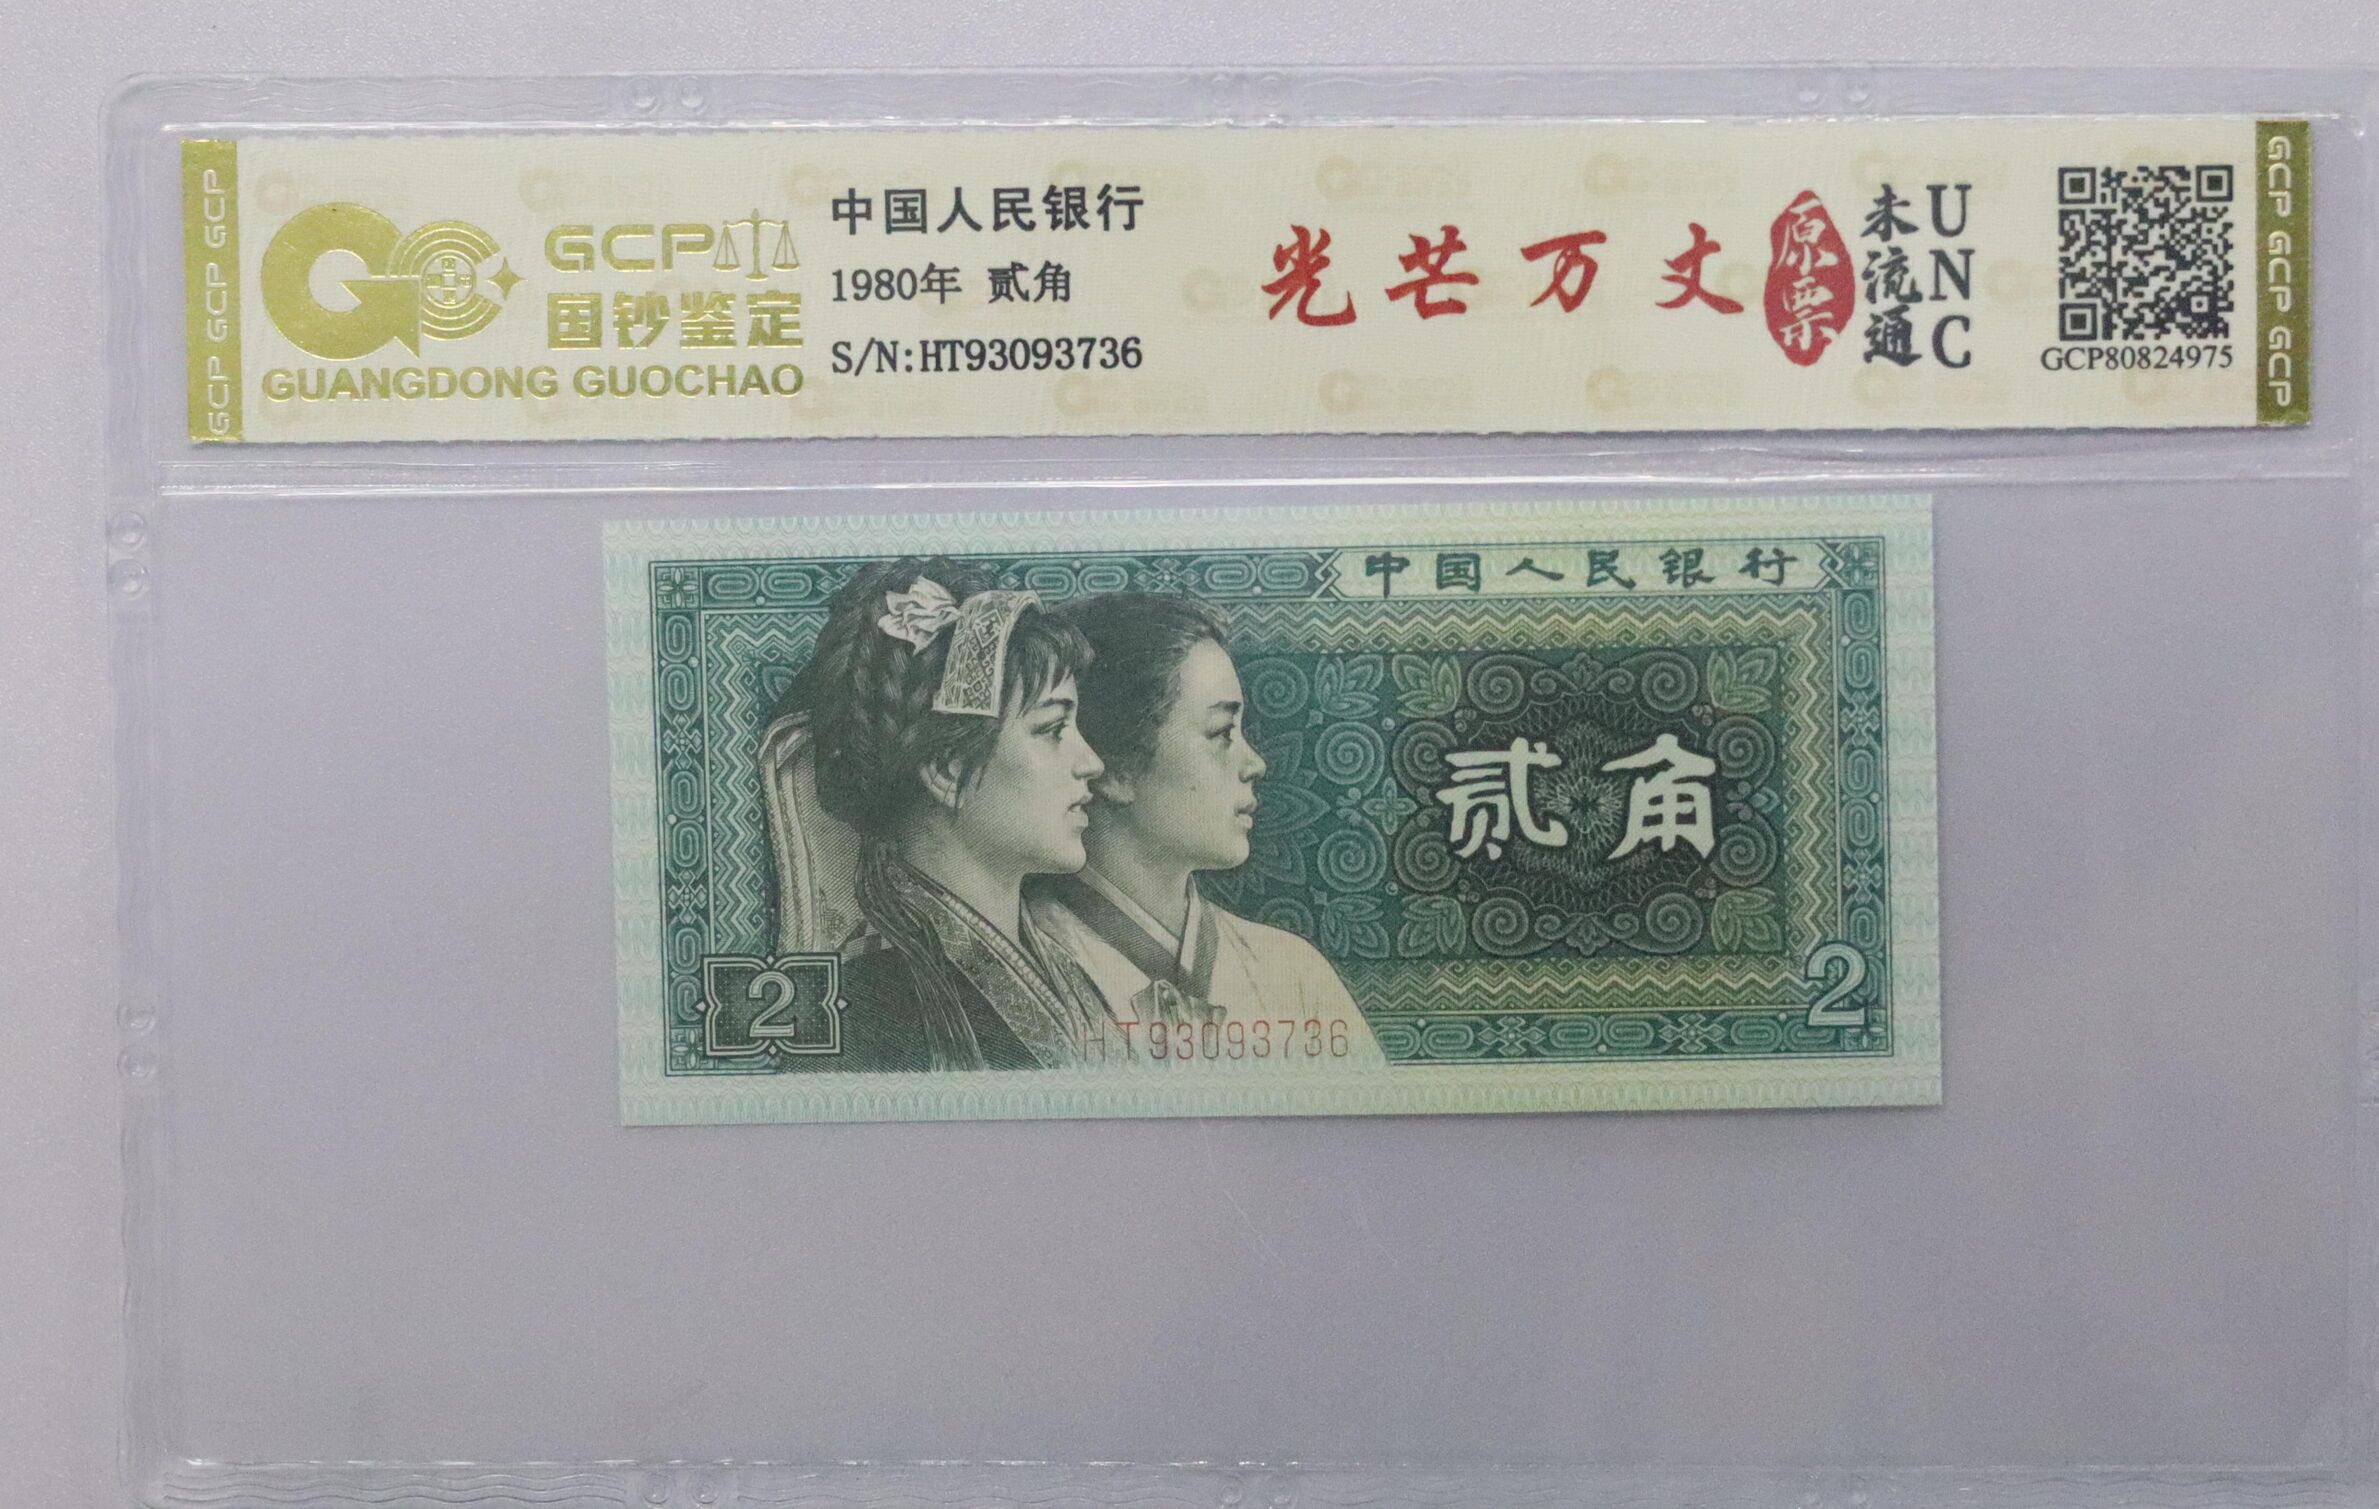 GCP GCP GCP
GCP
国钞鉴定
GUANGDONG GUOCHAO
中国人民银行
1980年 贰角
S/N:HT93093736
光芒万丈
原票
未流通
UNC
GCP80824975
GCP GCP GCP
中国人民银行
贰角
2
2
HT93093736